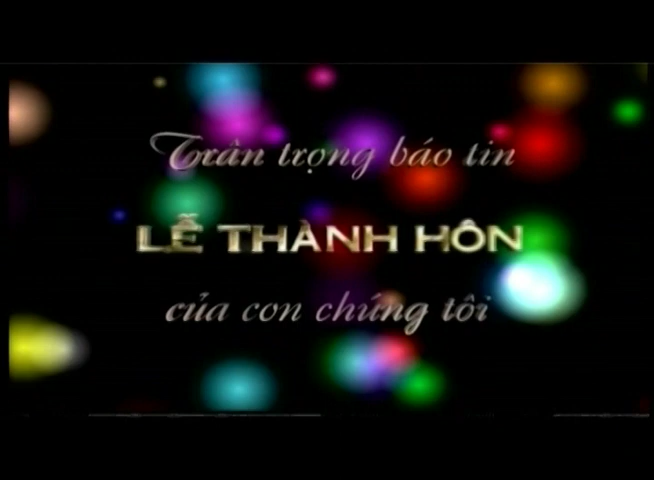 Trân trọng báo tin
LỄ THÀNH HÔN
của con chúng tôi